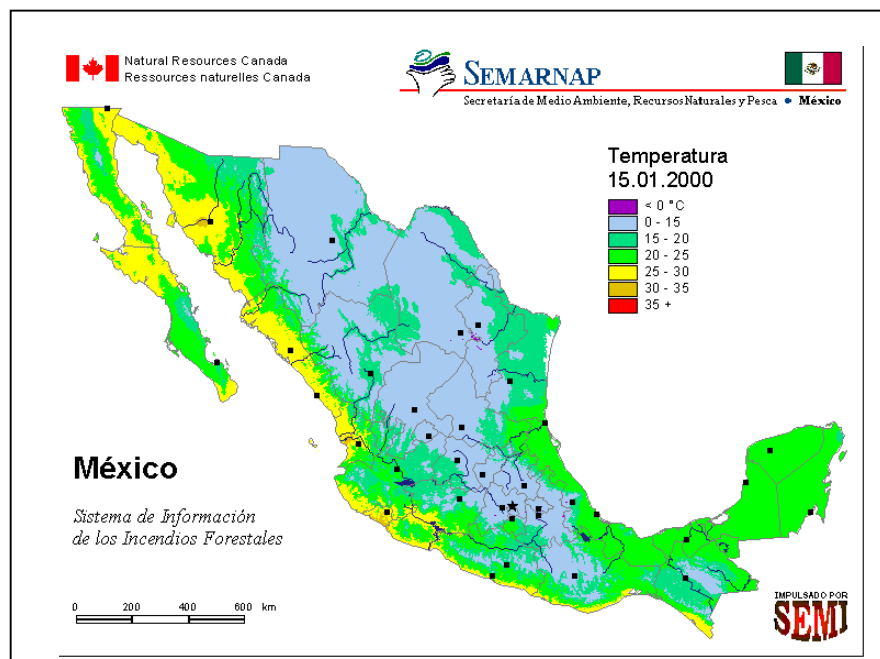 Natural Resources Canada
Ressources naturelles Canada
SEMARNAP
Secretaría de Medio Ambiente, Recursos Naturales y Pesca • México
Temperatura
15.01.2000
< 0 °C
0 - 15
15 - 20
20 - 25
25 - 30
30 - 35
35 +
México
Sistema de Información
de los Incendios Forestales
0 200 400 600 km
IMPULSADO POR
SEMI